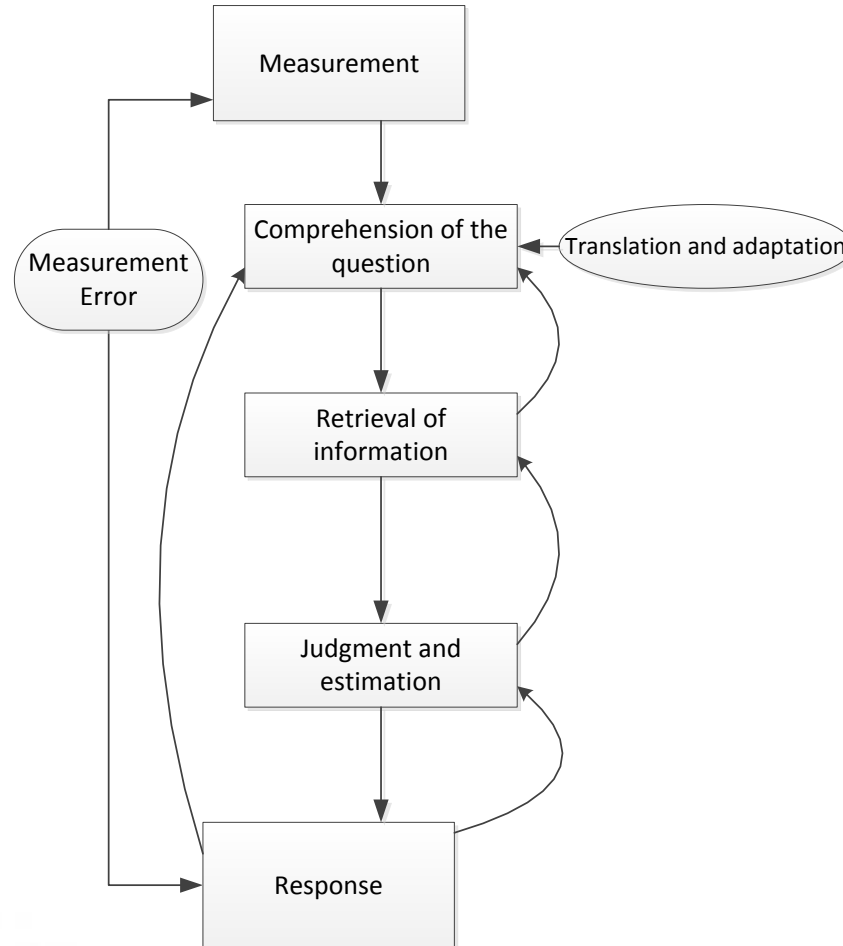 Measurement
Comprehension of the
question
Translation and adaptation
Measurement
Error
Retrieval of
information
Judgment and
estimation
Response